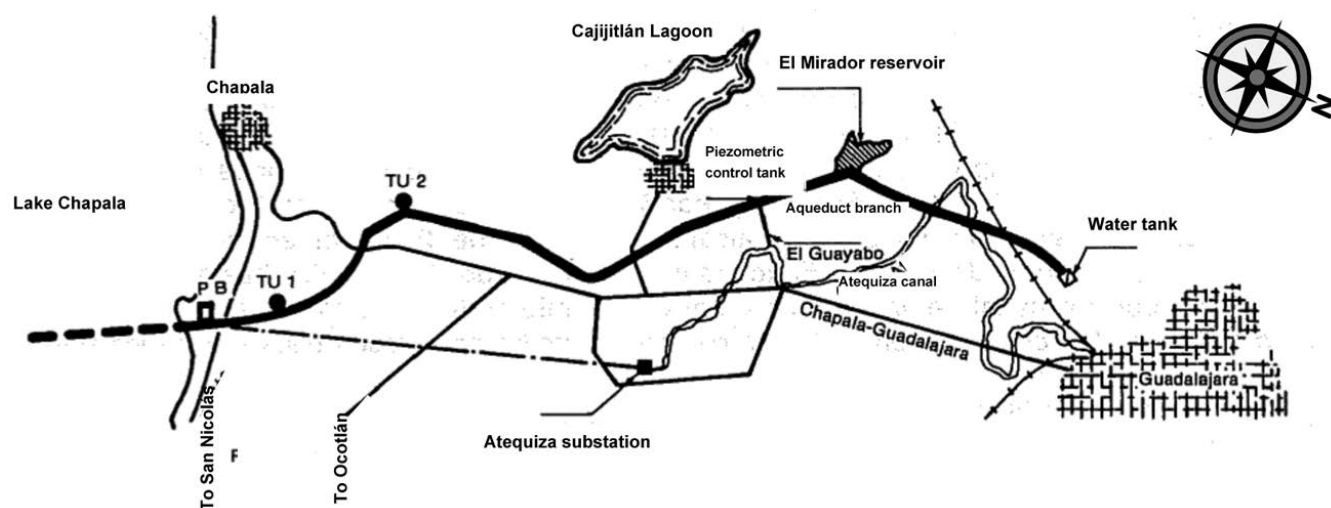 Cajijitlán Lagoon
El Mirador reservoir
N
Chapala
Piezometric
control tank
TU 2
Lake Chapala
Aqueduct branch
Water tank
El Guayabo
P B
TU 1
Atequiza canal
Chapala-Guadalajara
Guadalajara
To San Nicolás
F
To Ocotlán
Atequiza substation